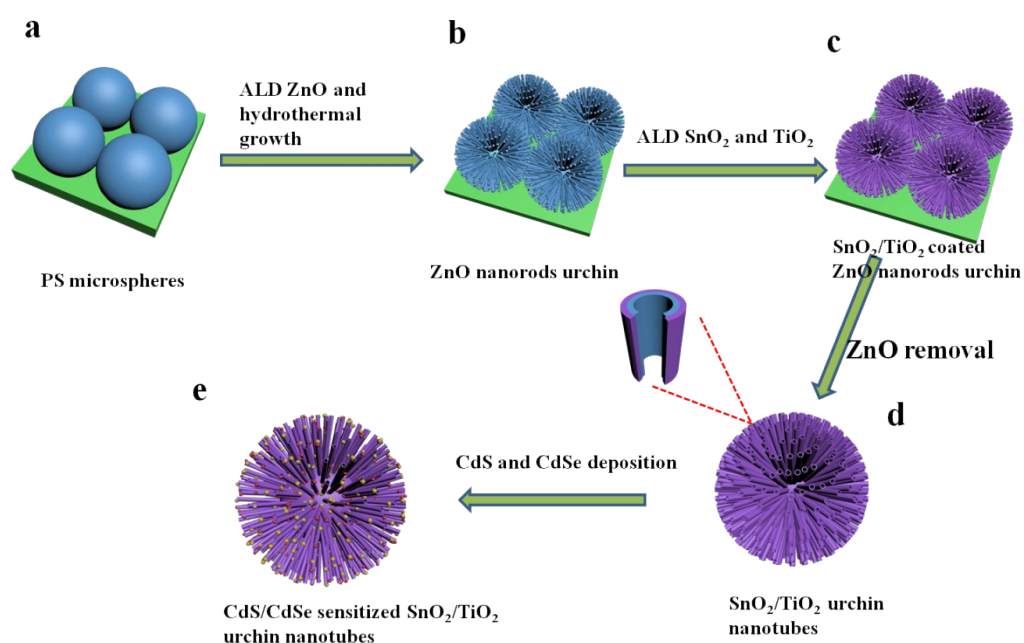 a
ALD ZnO and
hydrothermal
growth
b
ALD SnO₂ and TiO₂
c
PS microspheres
ZnO nanorods urchin
SnO₂/TiO₂ coated
ZnO nanorods urchin
ZnO removal
e
d
CdS and CdSe deposition
CdS/CdSe sensitized SnO₂/TiO₂
urchin nanotubes
SnO₂/TiO₂ urchin
nanotubes